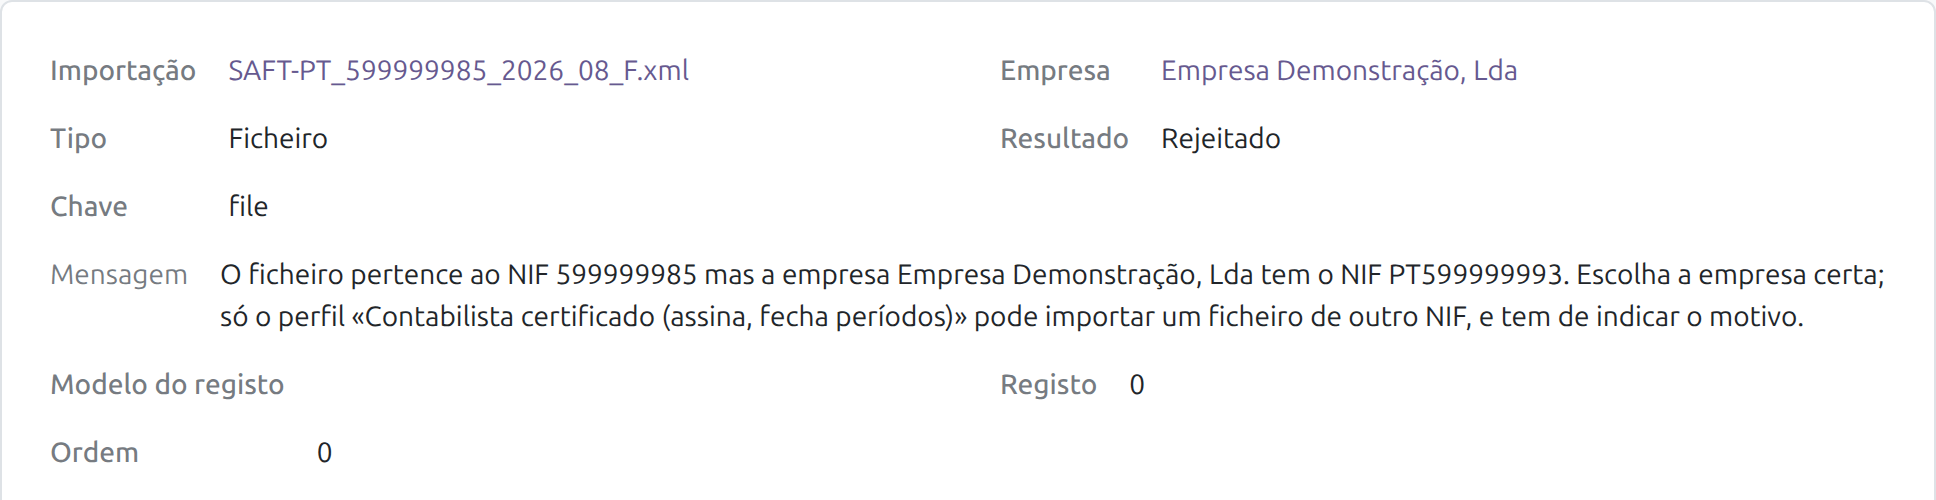 Importação SAFT-PT_599999985_2026_08_F.xml Empresa Empresa Demonstração, Lda
Tipo Ficheiro Resultado Rejeitado
Chave file
Mensagem O ficheiro pertence ao NIF 599999985 mas a empresa Empresa Demonstração, Lda tem o NIF PT599999993. Escolha a empresa certa;
só o perfil «Contabilista certificado (assina, fecha períodos)» pode importar um ficheiro de outro NIF, e tem de indicar o motivo.
Modelo do registo Registo 0
Ordem 0